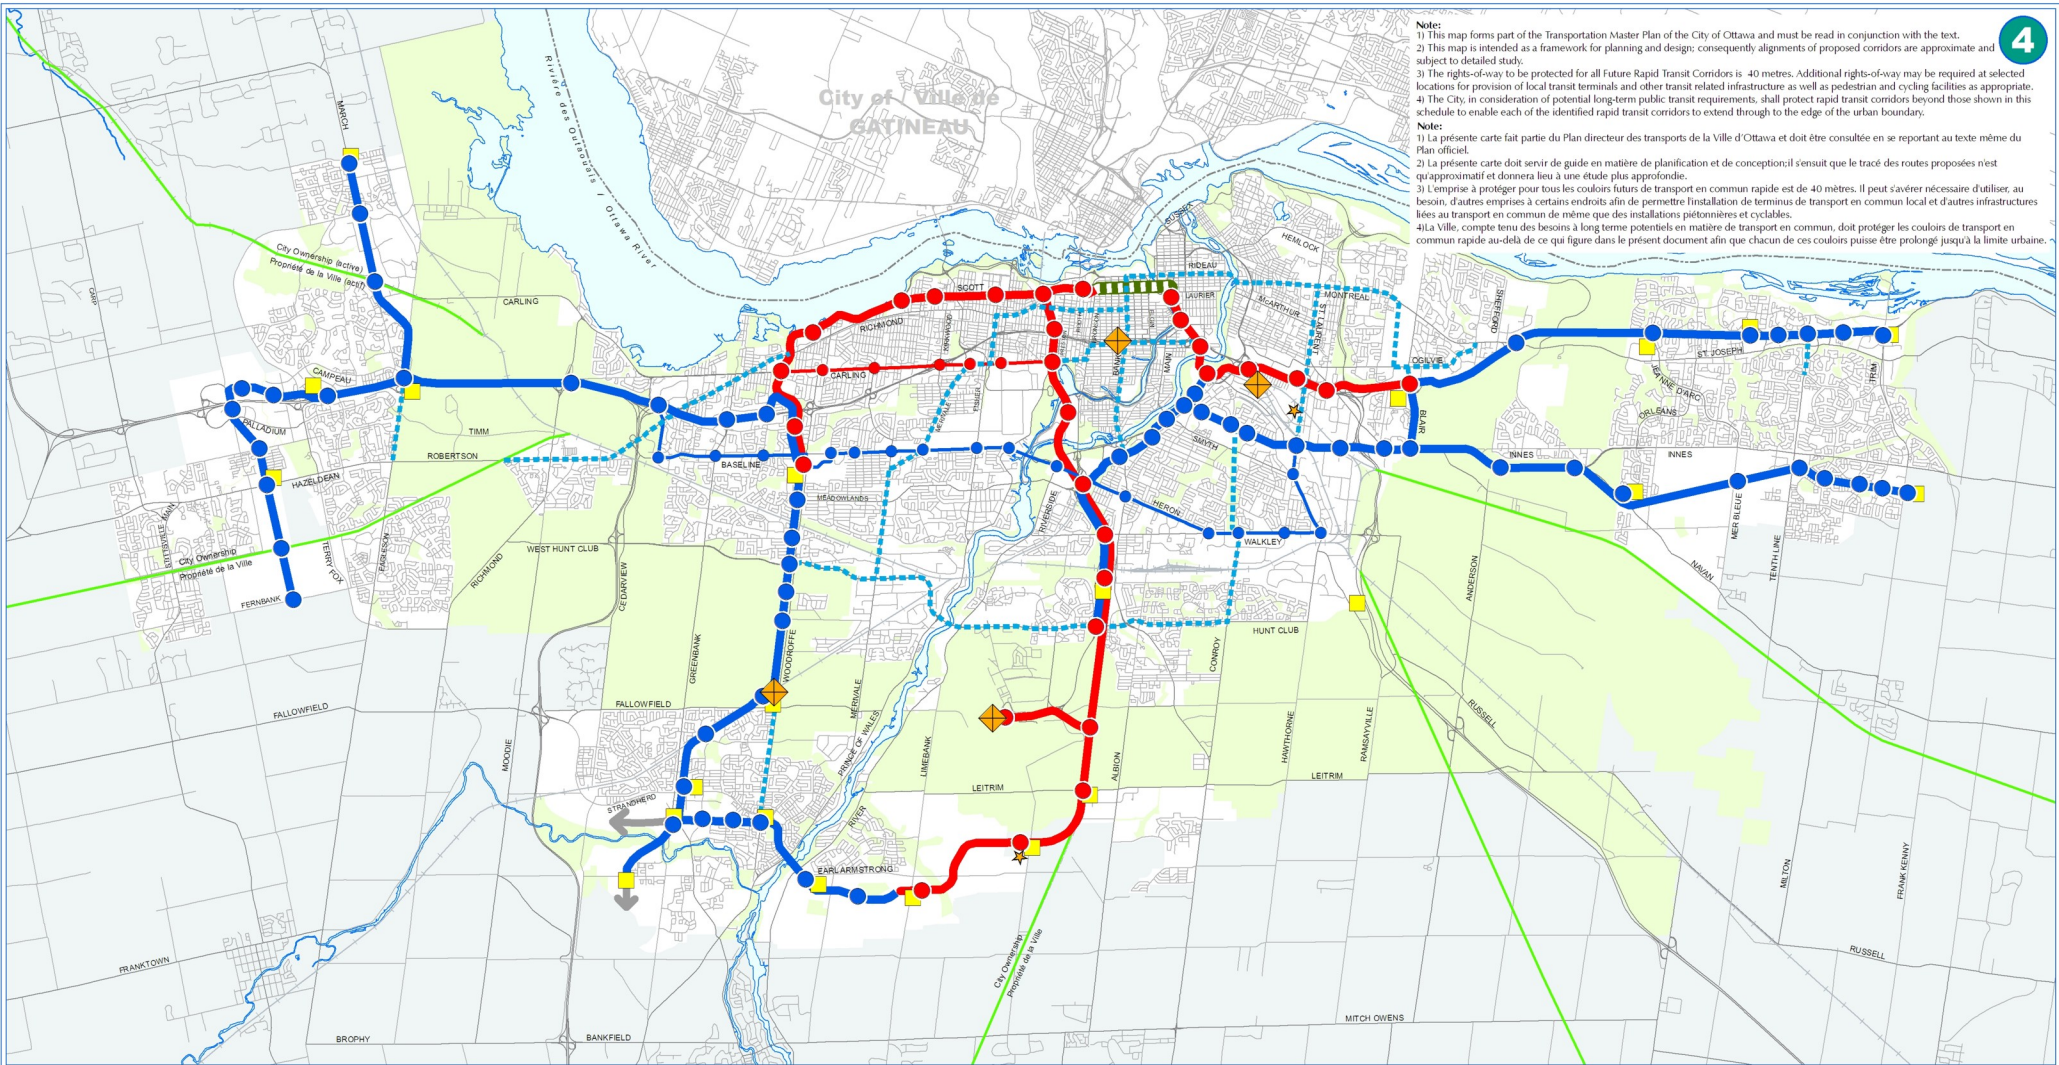 Note:
1) This map forms part of the Transportation Master Plan of the City of Ottawa and must be read in conjunction with the text.
2) This map is intended as a framework for planning and design; consequently alignments of proposed corridors are approximate and
subject to detailed study.
3) The rights-of-way to be protected for all Future Rapid Transit Corridors is 40 metres. Additional rights-of-way may be required at selected
locations for provision of local transit terminals and other transit related infrastructure as well as pedestrian and cycling facilities as appropriate.
4) The City, in consideration of potential long-term public transit requirements, shall protect rapid transit corridors beyond those shown in this
schedule to enable each of the identified rapid transit corridors to extend through to the edge of the urban boundary.
Note:
1) La présente carte fait partie du Plan directeur des transports de la Ville d'Ottawa et doit être consultée en se reportant au texte même du
Plan officiel.
2) La présente carte doit servir de guide en matière de planification et de conception;il s'ensuit que le tracé des routes proposées n'est
qu'approximatif et donnera lieu à une étude plus approfondie.
3) L'emprise à protéger pour tous les couloirs futurs de transport en commun rapide est de 40 mètres. Il peut s'avérer nécessaire d'utiliser, au
besoin, d'autres emprises à certains endroits afin de permettre l'installation de terminus de transport en commun local et d'autres infrastructures
liées au transport en commun de même que des installations piétonnières et cyclables.
4)La Ville, compte tenu des besoins à long terme potentiels en matière de transport en commun, doit protéger les couloirs de transport en
commun rapide au-delà de ce qui figure dans le présent document afin que chacun de ces couloirs puisse être prolongé jusqu'à la limite urbaine.
4
City of / Ville de
GATINEAU
Rivière des Outaouais / Ottawa River
MARCH
City Ownership (active)
Propriété de la Ville (actif)
CARP
CARLING
SUSSEX
HEMLOCK
RIDEAU
SCOTT
LAURIER
MONTREAL
McARTHUR
ST. LAURENT
SHEFFORD
RICHMOND
KIRKWOOD
BANK
MAIN
OGILVIE
ST. JOSEPH
JEANNE D'ARC
TRIM
ORLEANS
CAMPEAU
CARLING
FISHER
MERIVALE
PALLADIUM
TIMM
ROBERTSON
BASELINE
SMYTH
BLAIR
INNES
INNES
HAZELDEAN
MAIN
STITTSVILLE
MEADOWLANDS
RIVERSIDE
HERON
WALKLEY
MER BLEUE
TENTH LINE
City Ownership
Propriété de la Ville
TERRY FOX
EAGLESON
RICHMOND
WEST HUNT CLUB
CEDARVIEW
ANDERSON
NAVAN
FERNBANK
GREENBANK
WOODROFFE
HUNT CLUB
CONROY
FALLOWFIELD
FALLOWFIELD
MERIVALE
PRINCE OF WALES
LIMEBANK
ALBION
HAWTHORNE
RAMSAYVILLE
RUSSELL
MOODIE
STRANDHERD
RIVER
LEITRIM
LEITRIM
EARL ARMSTRONG
MILTON
FRANK KENNY
FRANKTOWN
City Ownership
Propriété de la Ville
RUSSELL
BROPHY
BANKFIELD
MITCH OWENS